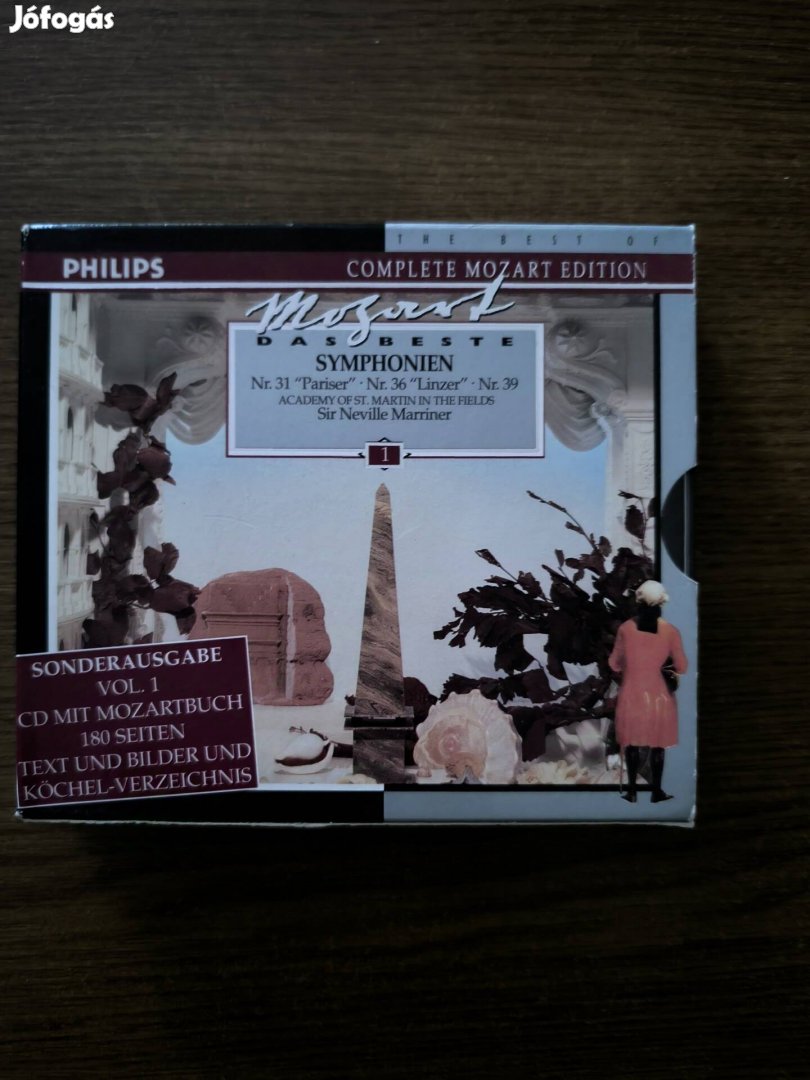 Jófogás
THE BEST OF
PHILIPS
COMPLETE MOZART EDITION
Mozart
DAS BESTE
SYMPHONIEN
Nr. 31 "Pariser" · Nr. 36 "Linzer" · Nr. 39
ACADEMY OF ST. MARTIN IN THE FIELDS
Sir Neville Marriner
1
SONDERAUSGABE
VOL. 1
CD MIT MOZARTBUCH
180 SEITEN
TEXT UND BILDER UND
KÖCHEL-VERZEICHNIS